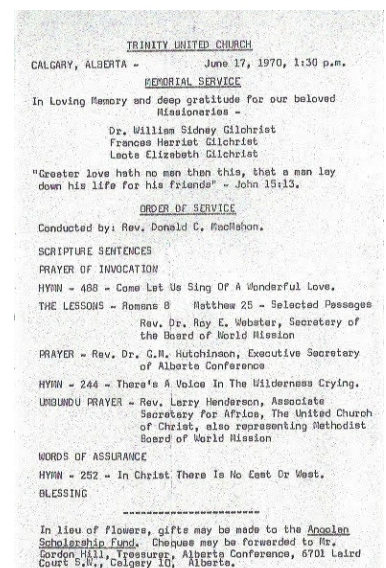 TRINITY UNITED CHURCH
CALGARY, ALBERTA - June 17, 1970, 1:30 p.m.
MEMORIAL SERVICE
In Loving Memory and deep gratitude for our beloved
Missionaries -
Dr. William Sidney Gilchrist
Frances Harriet Gilchrist
Leota Elizabeth Gilchrist
"Greater love hath no man than this, that a man lay
down his life for his friends" - John 15:13.
ORDER OF SERVICE
Conducted by: Rev. Donald C. MacMahon.
SCRIPTURE SENTENCES
PRAYER OF INVOCATION
HYMN - 488 - Come Let Us Sing Of A Wonderful Love.
THE LESSONS - Romans 8 Matthew 25 - Selected Passages
Rev. Dr. Roy E. Webster, Secretary of
the Board of World Mission
PRAYER - Rev. Dr. G.M. Hutchinson, Executive Secretary
of Alberta Conference
HYMN - 244 - There's A Voice In The Wilderness Crying.
UMBUNDU PRAYER - Rev. Larry Henderson, Associate
Secretary for Africa, The United Church
of Christ, also representing Methodist
Board of World Mission
WORDS OF ASSURANCE
HYMN - 252 - In Christ There Is No East Or West.
BLESSING
In lieu of flowers, gifts may be made to the Angolan
Scholarship Fund. Cheques may be forwarded to Mr.
Gordon Hill, Treasurer, Alberta Conference, 6701 Laird
Court S.W., Calgary 10, Alberta.